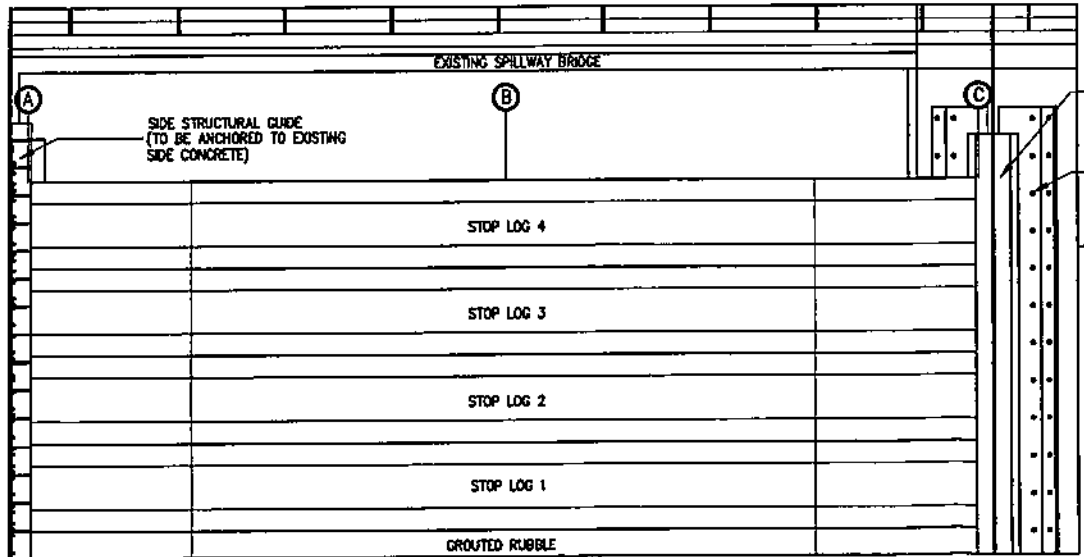 EXISTING SPILLWAY BRIDGE
A
B
C
SIDE STRUCTURAL GUIDE
(TO BE ANCHORED TO EXISTING
SIDE CONCRETE)
STOP LOG 4
STOP LOG 3
STOP LOG 2
STOP LOG 1
GROUTED RUBBLE